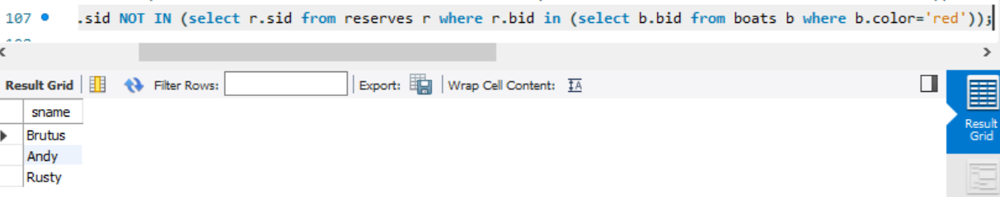 107 .sid NOT IN (select r.sid from reserves r where r.bid in (select b.bid from boats b where b.color='red'));
Result Grid Filter Rows: Export: Wrap Cell Content: IA
sname
Brutus
Andy
Rusty
Result
Grid